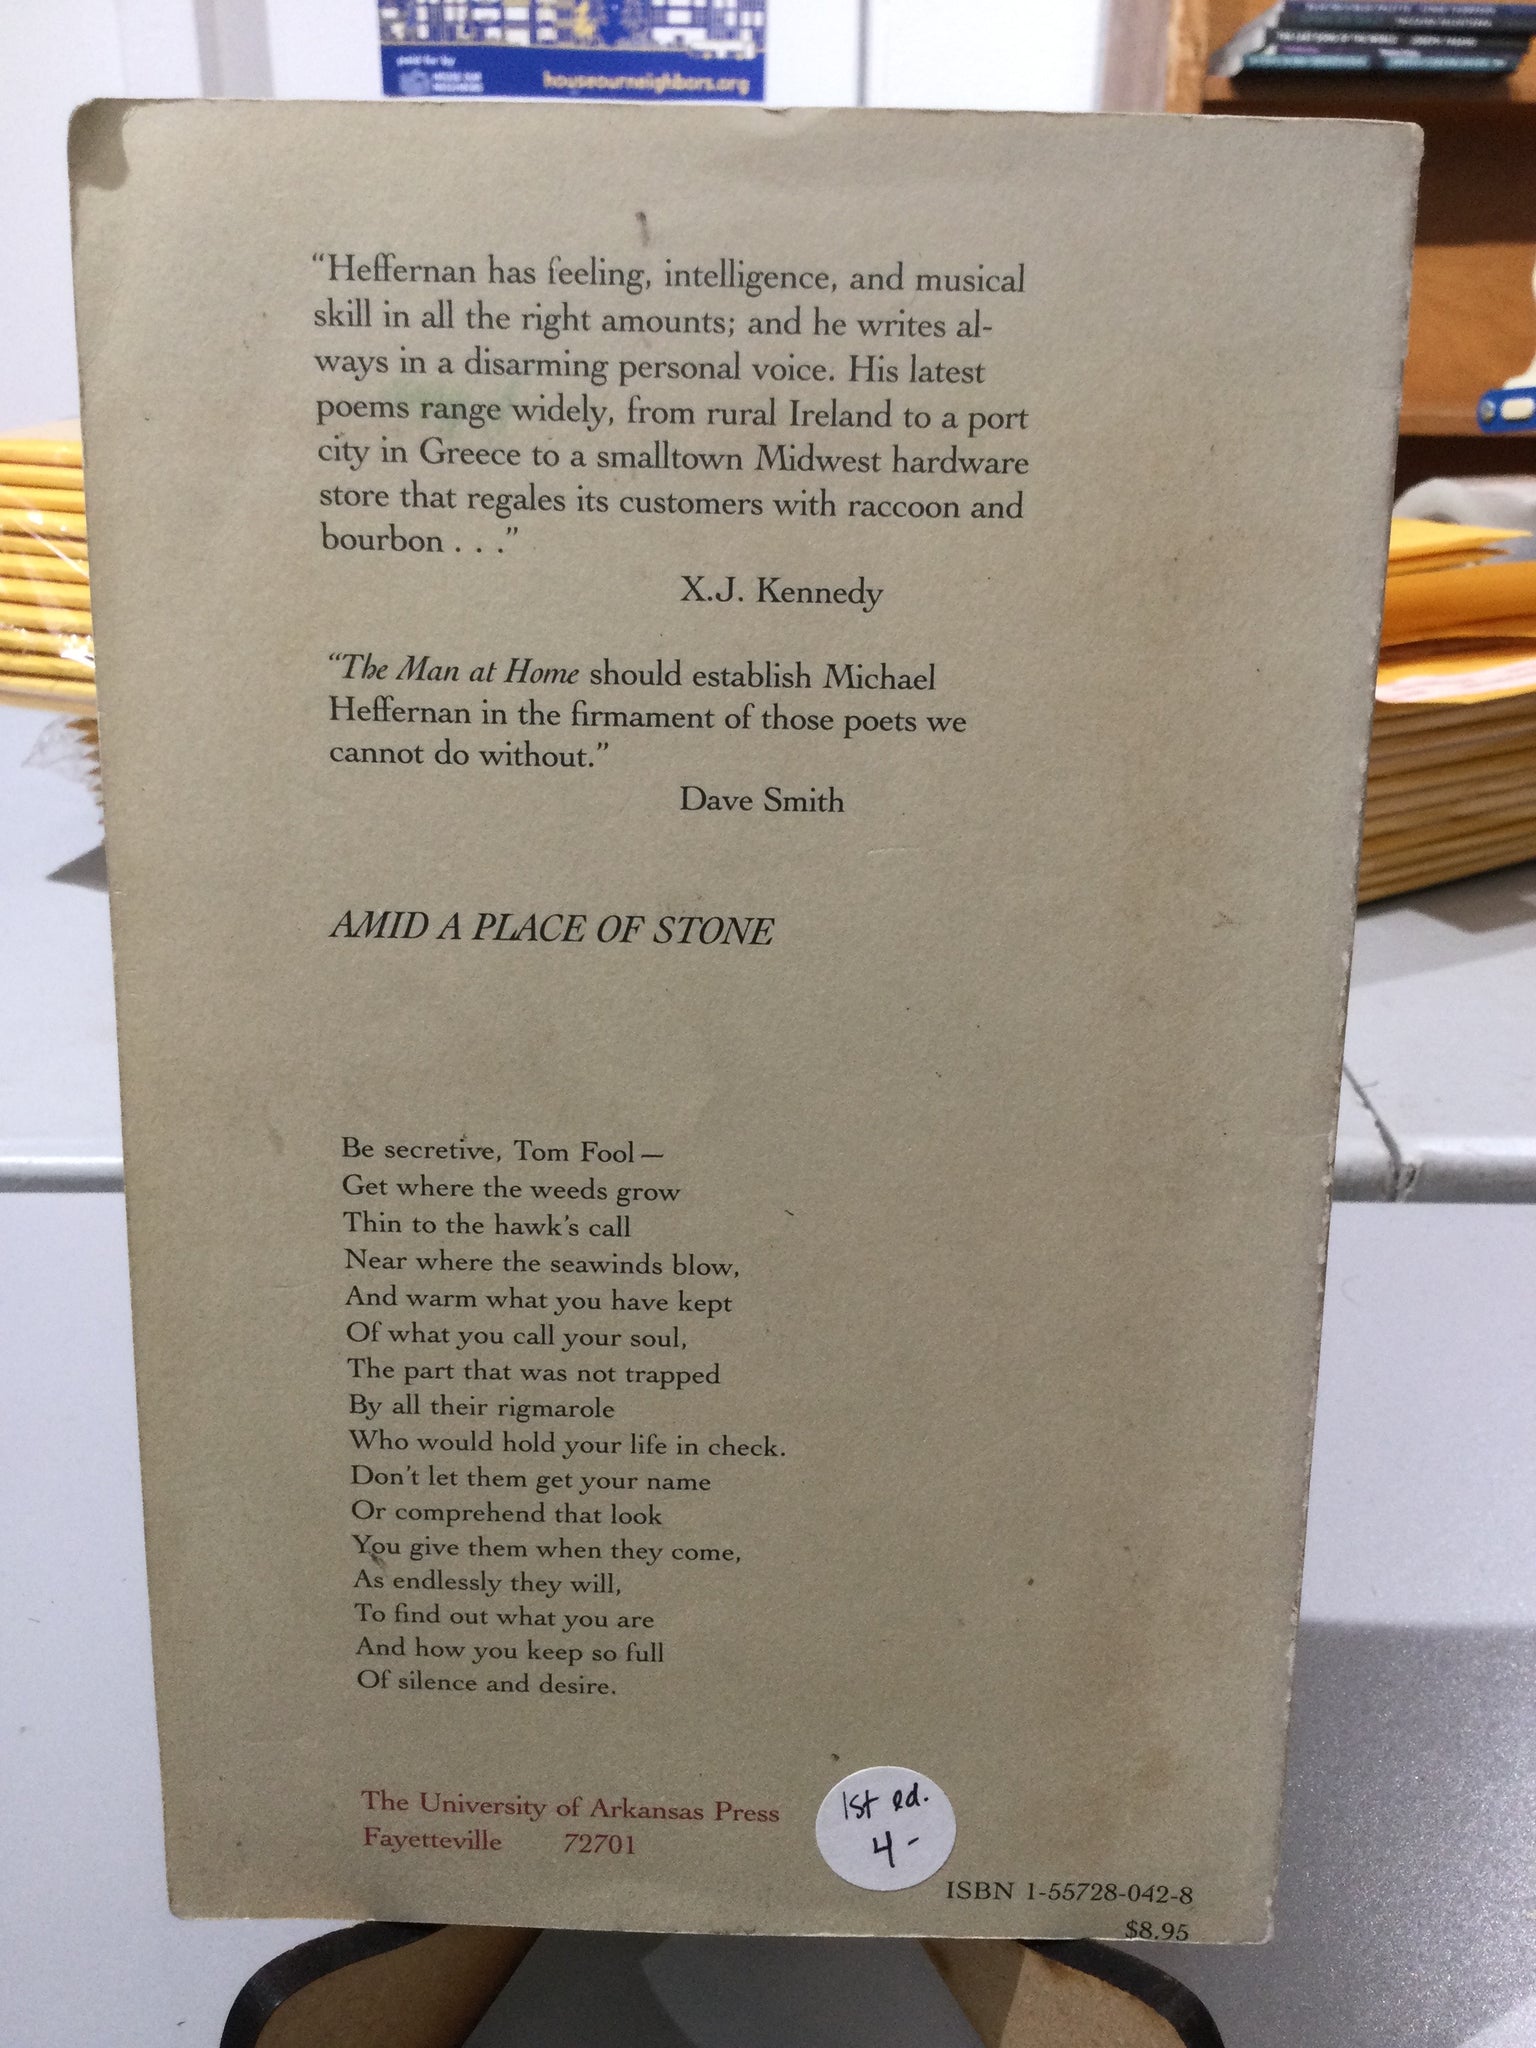 paid for by
houseourneighbors.org
“Heffernan has feeling, intelligence, and musical
skill in all the right amounts; and he writes al-
ways in a disarming personal voice. His latest
poems range widely, from rural Ireland to a port
city in Greece to a smalltown Midwest hardware
store that regales its customers with raccoon and
bourbon . . .”
X.J. Kennedy
“The Man at Home should establish Michael
Heffernan in the firmament of those poets we
cannot do without.”
Dave Smith
AMID A PLACE OF STONE
Be secretive, Tom Fool—
Get where the weeds grow
Thin to the hawk’s call
Near where the seawinds blow,
And warm what you have kept
Of what you call your soul,
The part that was not trapped
By all their rigmarole
Who would hold your life in check.
Don’t let them get your name
Or comprehend that look
You give them when they come,
As endlessly they will,
To find out what you are
And how you keep so full
Of silence and desire.
The University of Arkansas Press
Fayetteville 72701
1st ed.
4-
ISBN 1-55728-042-8
$8.95